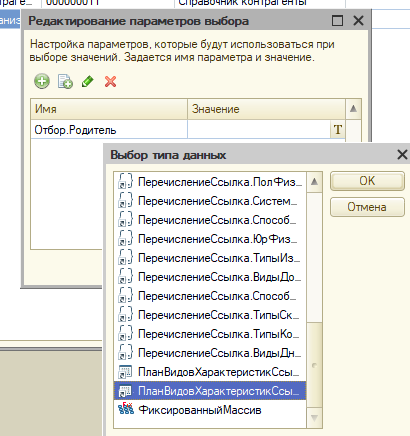 000000011 Справочник контрагенты
Редактирование параметров выбора
Настройка параметров, которые будут использоваться при
выборе значений. Задается имя параметра и значение.
Имя Значение
Отбор.Родитель T
Выбор типа данных
ПеречислениеСсылка.ПолФиз...
ПеречислениеСсылка.Систем...
ПеречислениеСсылка.Способ...
ПеречислениеСсылка.ЮрФиз...
ПеречислениеСсылка.ТипыИз...
ПеречислениеСсылка.ВидыДо...
ПеречислениеСсылка.Способ...
ПеречислениеСсылка.ТипыСк...
ПеречислениеСсылка.ТипыКо...
ПеречислениеСсылка.ВидыДн...
ПланВидовХарактеристикСсы...
ПланВидовХарактеристикСсы...
ФиксированныйМассив
OK
Отмена